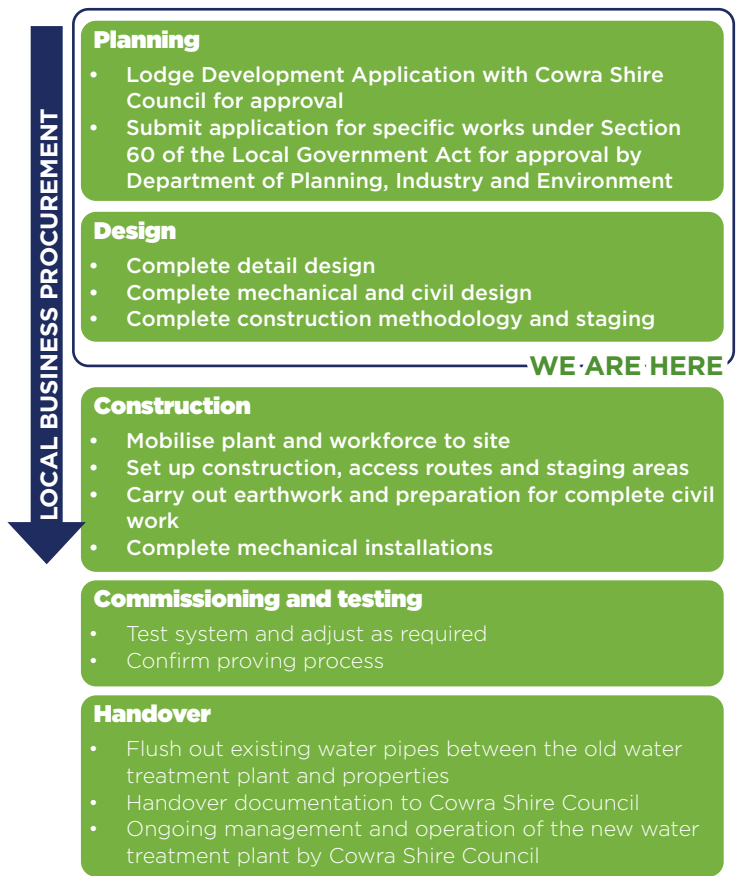 LOCAL BUSINESS PROCUREMENT
Planning
• Lodge Development Application with Cowra Shire
Council for approval
• Submit application for specific works under Section
60 of the Local Government Act for approval by
Department of Planning, Industry and Environment
Design
• Complete detail design
• Complete mechanical and civil design
• Complete construction methodology and staging
WE ARE HERE
Construction
• Mobilise plant and workforce to site
• Set up construction, access routes and staging areas
• Carry out earthwork and preparation for complete civil
work
• Complete mechanical installations
Commissioning and testing
• Test system and adjust as required
• Confirm proving process
Handover
• Flush out existing water pipes between the old water
treatment plant and properties
• Handover documentation to Cowra Shire Council
• Ongoing management and operation of the new water
treatment plant by Cowra Shire Council